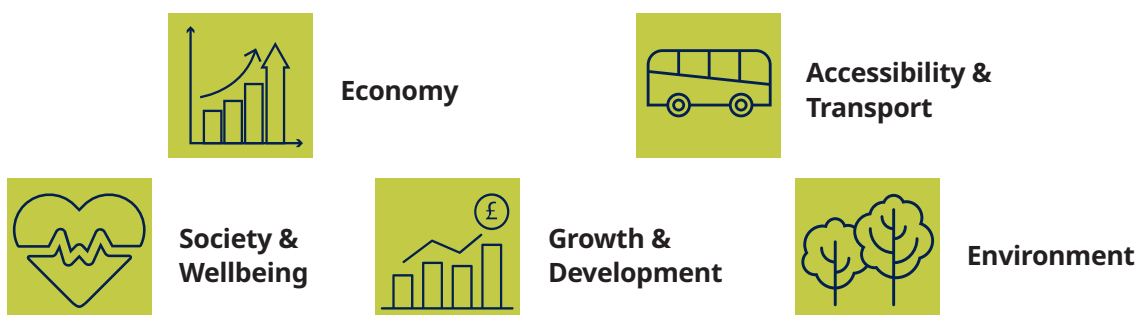 Economy
Accessibility &
Transport
Society &
Wellbeing
£
Growth &
Development
Environment